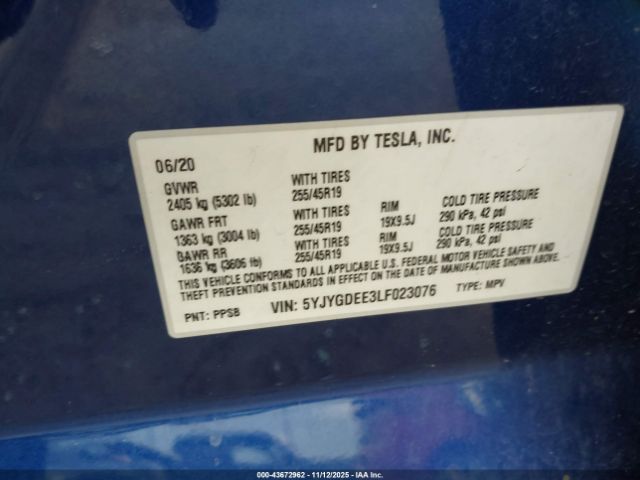 MFD BY TESLA, INC.
06/20
GVWR WITH TIRES
2405 kg (5302 lb) 255/45R19
GAWR FRT WITH TIRES RIM COLD TIRE PRESSURE
1363 kg (3004 lb) 255/45R19 19X9.5J 290 kPa, 42 psi
GAWR RR WITH TIRES RIM COLD TIRE PRESSURE
1636 kg (3606 lb) 255/45R19 19X9.5J 290 kPa, 42 psi
THIS VEHICLE CONFORMS TO ALL APPLICABLE U.S. FEDERAL MOTOR VEHICLE SAFETY AND
THEFT PREVENTION STANDARDS IN EFFECT ON THE DATE OF MANUFACTURE SHOWN ABOVE.
PNT: PPSB VIN: 5YJYGDEE3LF023076 TYPE: MPV
000-43672962 - 11/12/2025 - IAA Inc.